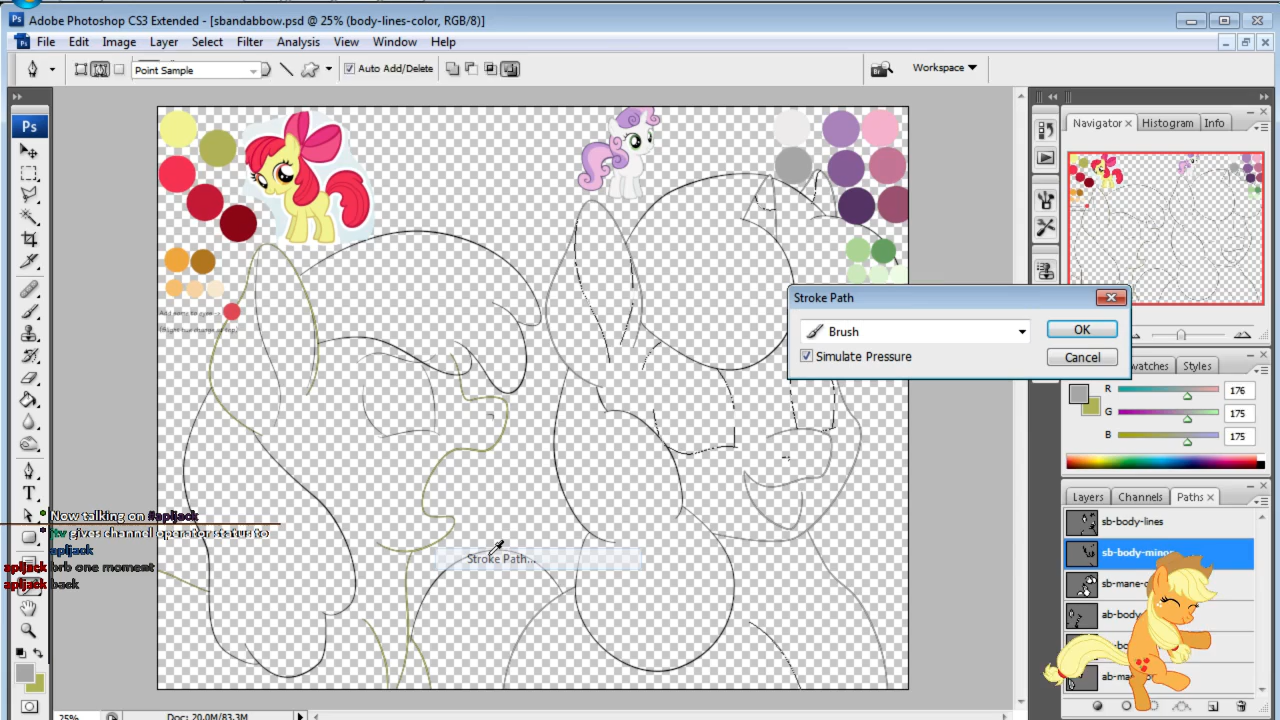 Adobe Photoshop CS3 Extended - [sbandabbow.psd @ 25% (body-lines-color, RGB/8)]
Ps File Edit Image Layer Select Filter Analysis View Window Help
Point Sample Auto Add/Delete Br Workspace
Ps
Navigator Histogram Info
Stroke Path
Brush OK
Simulate Pressure Cancel
watches Styles
R 176
G 175
B 175
T
Layers Channels Paths
sb-body-lines
sb-body-minor
sb-mane-
ab-body
ab-ma
Stroke Path...
Now talking on #apljack
gives channel operator status to
apljack
apljack brb one moment
apljack back
25% Doc: 20.0M/83.3M